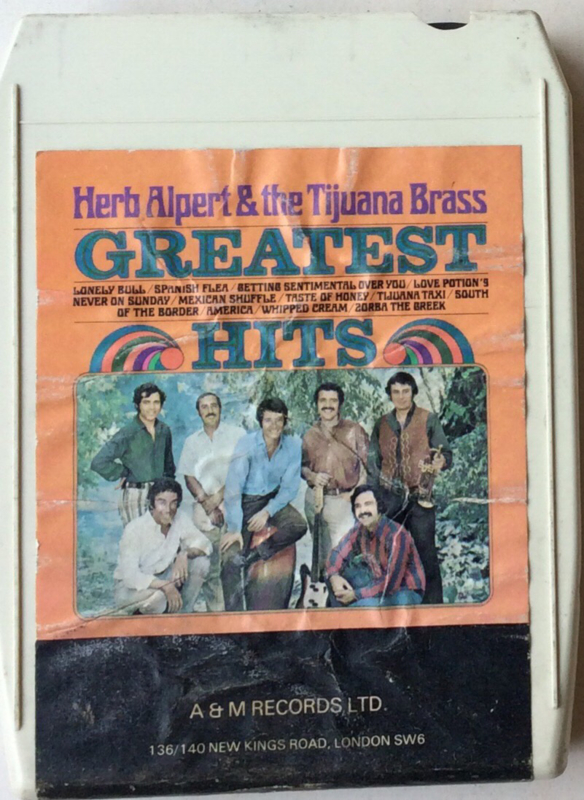 Herb Alpert & the Tijuana Brass
GREATEST
LONELY BULL / SPANISH FLEA / GETTING SENTIMENTAL OVER YOU / LOVE POTION'9
NEVER ON SUNDAY / MEXICAN SHUFFLE / TASTE OF HONEY / TIJUANA TAXI / SOUTH
OF THE BORDER / AMERICA / WHIPPED CREAM / ZORBA THE GREEK
HITS
A & M RECORDS LTD.
136/140 NEW KINGS ROAD, LONDON SW6